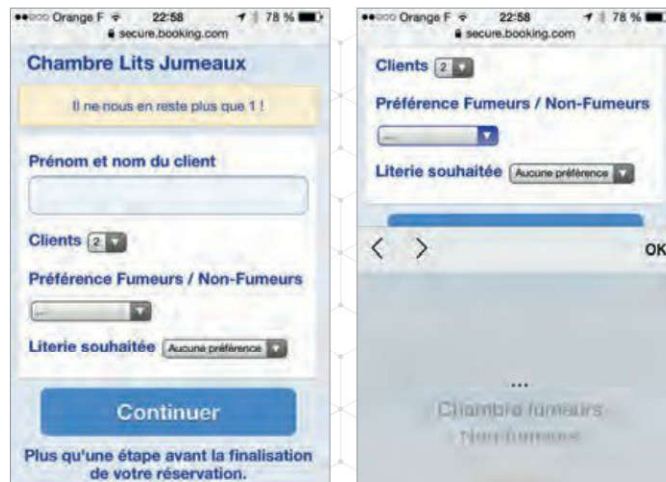 Orange F 22:58 78 %
secure.booking.com
Chambre Lits Jumeaux
Il ne nous en reste plus que 1 !
Prénom et nom du client
Clients 2
Préférence Fumeurs / Non-Fumeurs
...
Literie souhaitée Aucune préférence
Continuer
Plus qu'une étape avant la finalisation
de votre réservation.
Orange F 22:58 78 %
secure.booking.com
Clients 2
Préférence Fumeurs / Non-Fumeurs
...
Literie souhaitée Aucune préférence
OK
...
Chambre fumeurs
Non-fumeurs